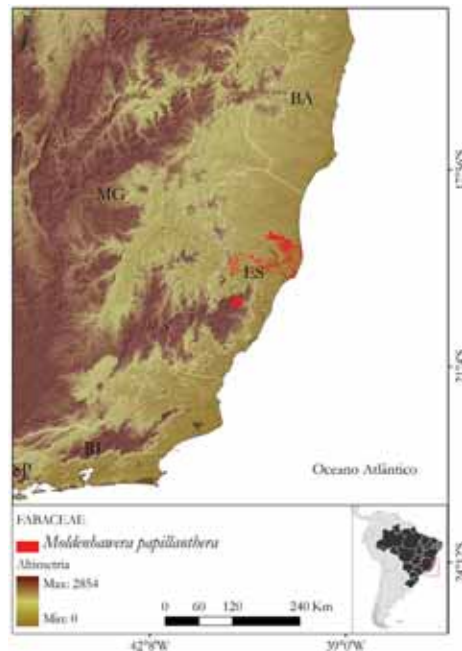 BA
MG
ES
RJ
SP
Oceano Atlântico
FABACEAE
Moldenhawera papillanthera
Altimetria
Max: 2854
Min: 0
0 60 120 240 Km
42°8'W 39°0'W